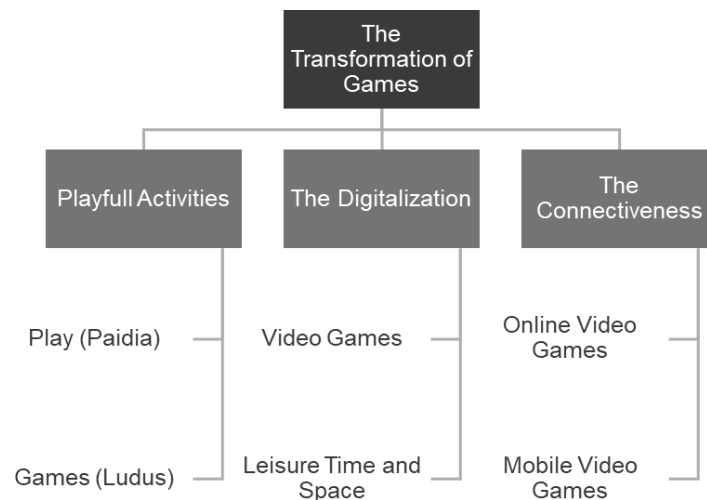 The
Transformation of
Games
Playfull Activities
The Digitalization
The
Connectiveness
Play (Paidia)
Video Games
Online Video
Games
Games (Ludus)
Leisure Time and
Space
Mobile Video
Games